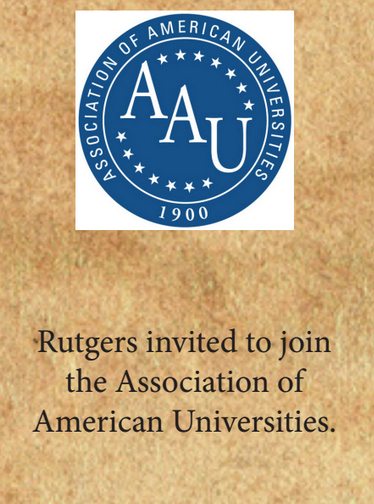 ASSOCIATION OF AMERICAN UNIVERSITIES
AAU
1900
Rutgers invited to join
the Association of
American Universities.